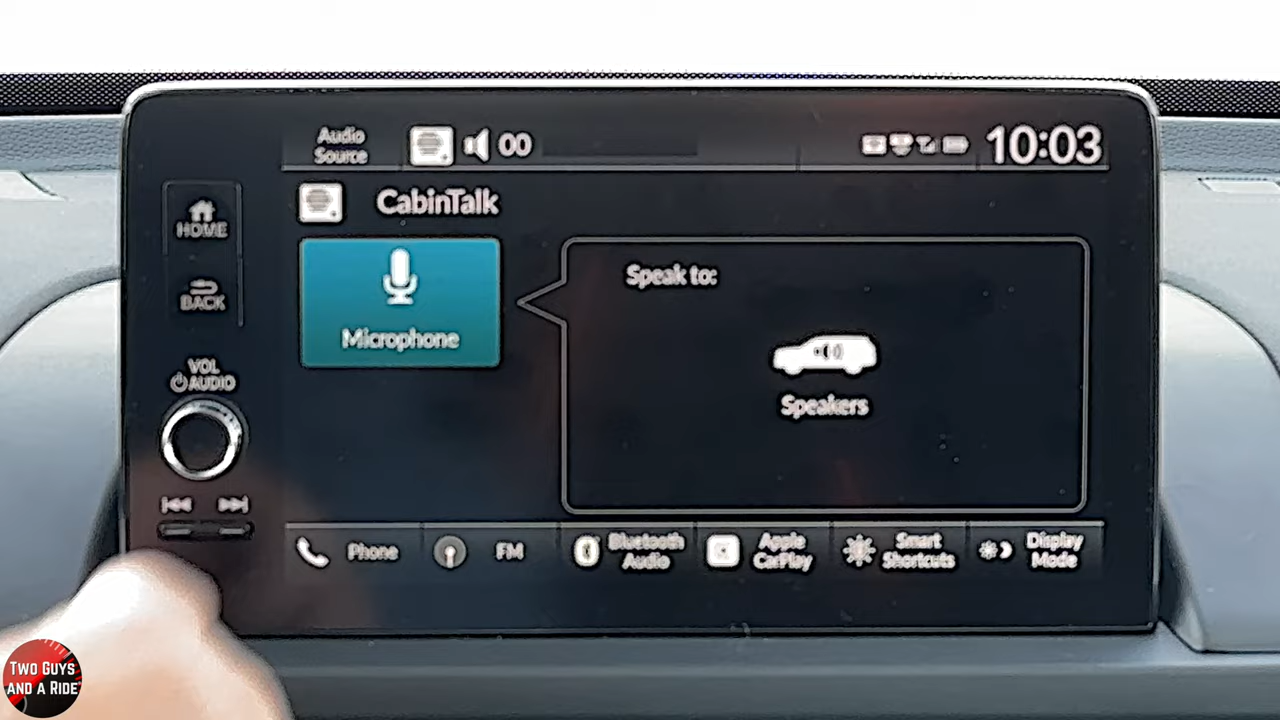 Audio
Source
00
10:03
CabinTalk
HOME
BACK
Microphone
Speak to:
Speakers
VOL
AUDIO
Phone
FM
Bluetooth
Audio
Apple
CarPlay
Smart
Shortcuts
Display
Mode
TWO GUYS
AND A RIDE